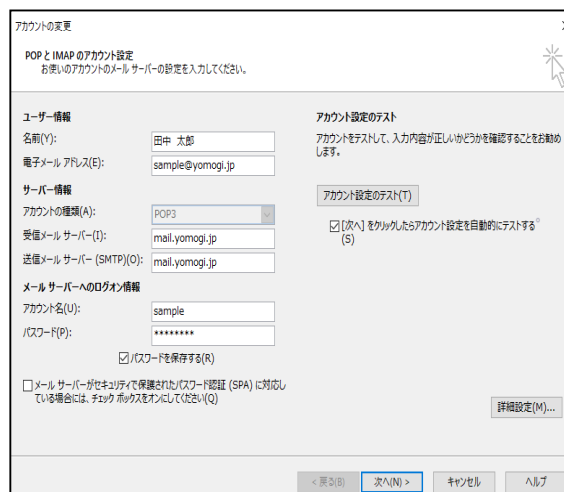 アカウントの変更
POP と IMAP のアカウント設定
お使いのアカウントのメール サーバーの設定を入力してください。
ユーザー情報
名前(Y):
田中 太郎
電子メール アドレス(E):
sample@yomogi.jp
サーバー情報
アカウントの種類(A):
POP3
受信メール サーバー(I):
mail.yomogi.jp
送信メール サーバー (SMTP)(O):
mail.yomogi.jp
メール サーバーへのログオン情報
アカウント名(U):
sample
パスワード(P):
********
パスワードを保存する(R)
メール サーバーがセキュリティで保護されたパスワード認証 (SPA) に対応し
ている場合には、チェック ボックスをオンにしてください(Q)
アカウント設定のテスト
アカウントをテストして、入力内容が正しいかどうかを確認することをお勧め
します。
アカウント設定のテスト(T)
[次へ] をクリックしたらアカウント設定を自動的にテストする
(S)
詳細設定(M)...
< 戻る(B)
次へ(N) >
キャンセル
ヘルプ